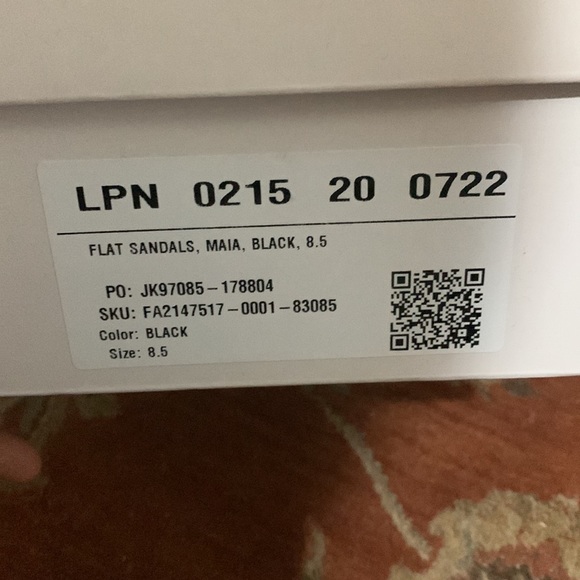 LPN 0215 20 0722
FLAT SANDALS, MAIA, BLACK, 8.5
PO: JK97085-178804
SKU: FA2147517-0001-83085
Color: BLACK
Size: 8.5